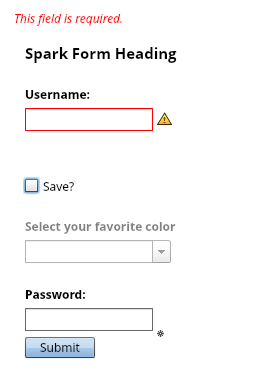 This field is required.
Spark Form Heading
Username:
Save?
Select your favorite color
Password:
Submit